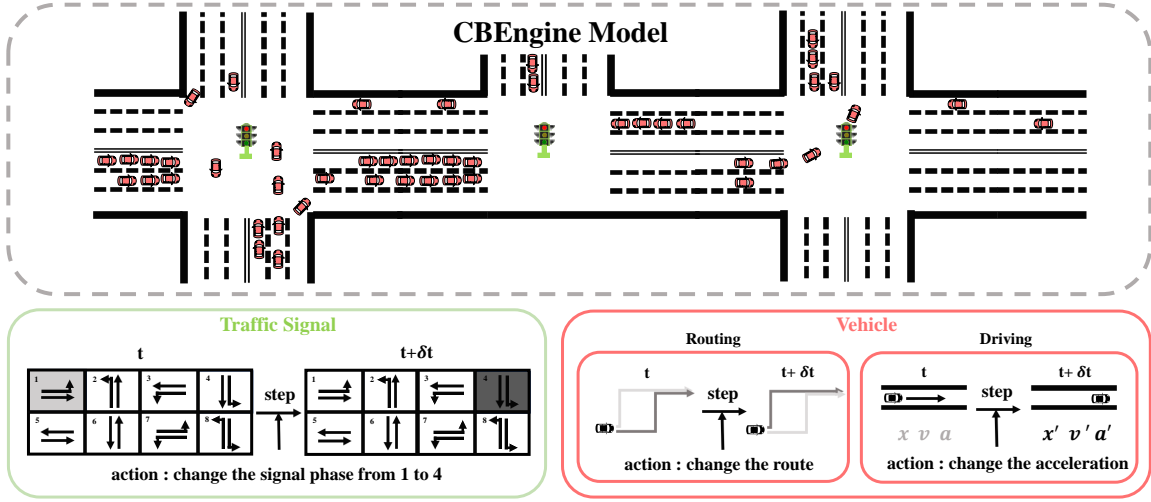 CBEngine Model
Traffic Signal
t
t+δt
1 2 3 4
5 6 7 8
step
1 2 3 4
5 6 7 8
action : change the signal phase from 1 to 4
Vehicle
Routing
t
t+ δt
step
action : change the route
Driving
t
t+ δt
step
x v a
x′ v ′ a′
action : change the acceleration